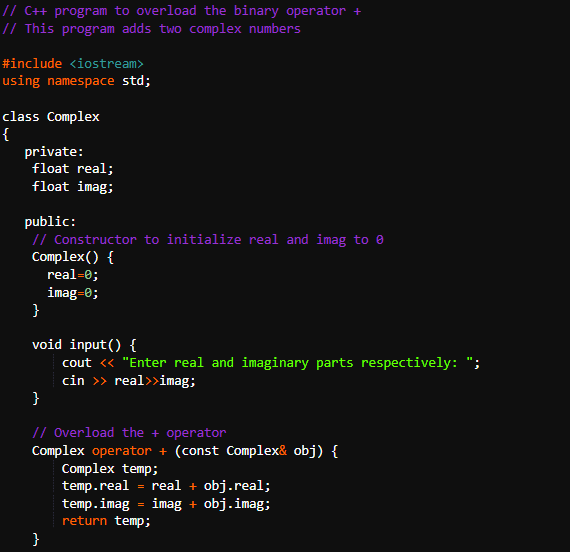 // C++ program to overload the binary operator +
// This program adds two complex numbers
#include <iostream>
using namespace std;
class Complex
{
private:
float real;
float imag;
public:
// Constructor to initialize real and imag to 0
Complex() {
real=0;
imag=0;
}
void input() {
cout << "Enter real and imaginary parts respectively: ";
cin >> real>>imag;
}
// Overload the + operator
Complex operator + (const Complex& obj) {
Complex temp;
temp.real = real + obj.real;
temp.imag = imag + obj.imag;
return temp;
}